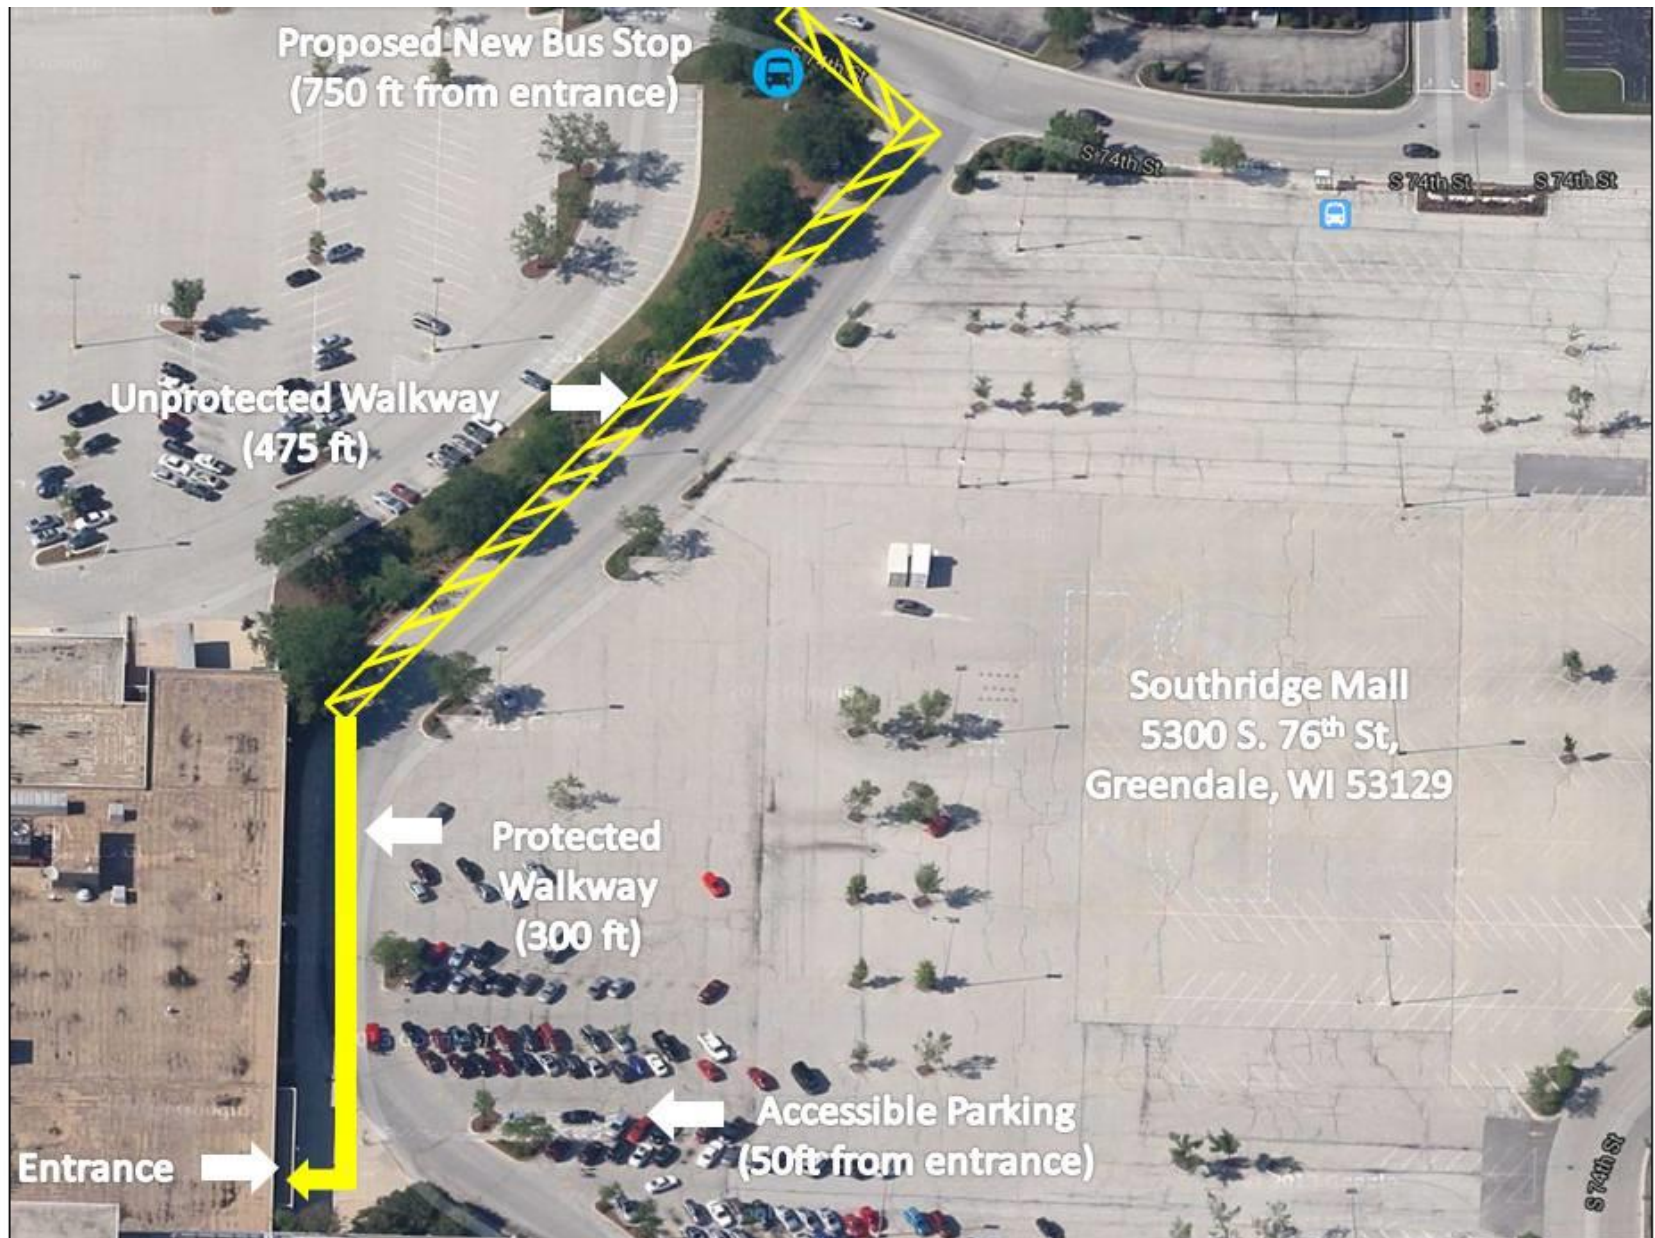 Proposed New Bus Stop
(750 ft from entrance)
S 74th St
S 74th St
S 74th St
S 74th St
Unprotected Walkway
(475 ft)
Southridge Mall
5300 S. 76th St,
Greendale, WI 53129
Protected
Walkway
(300 ft)
Accessible Parking
(50ft from entrance)
Entrance
S 74th St